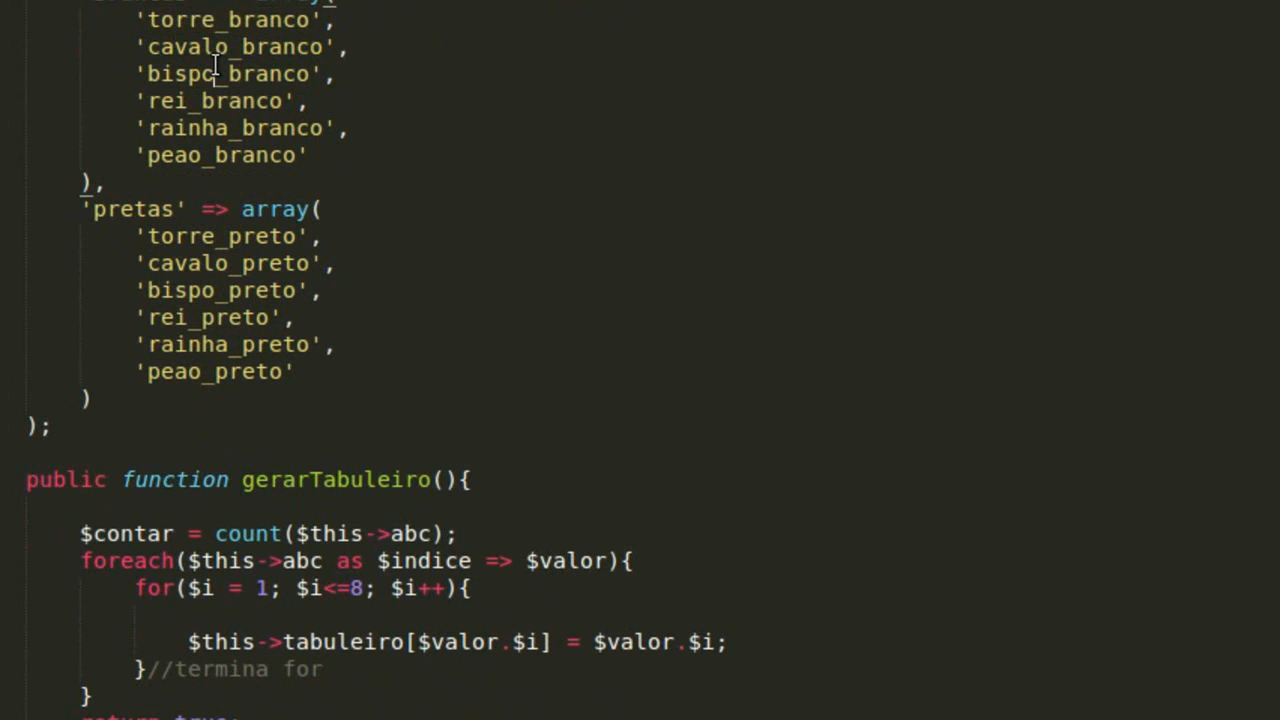 'torre_branco',
'cavalo_branco',
'bispo_branco',
'rei_branco',
'rainha_branco',
'peao_branco'
),
'pretas' => array(
'torre_preto',
'cavalo_preto',
'bispo_preto',
'rei_preto',
'rainha_preto',
'peao_preto'
)
);
public function gerarTabuleiro(){
$contar = count($this->abc);
foreach($this->abc as $indice => $valor){
for($i = 1; $i<=8; $i++){
$this->tabuleiro[$valor.$i] = $valor.$i;
}//termina for
}